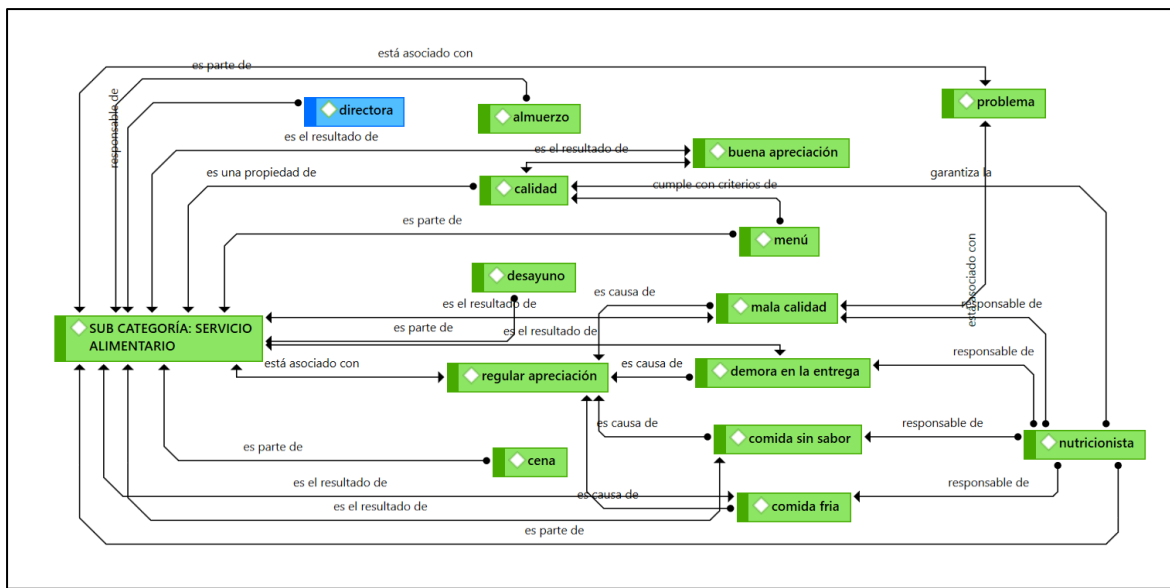 está asociado con
es parte de
responsable de
directora
almuerzo
problema
es el resultado de
es el resultado de
buena apreciación
es una propiedad de
calidad
cumple con criterios de
garantiza la
es parte de
menú
desayuno
es causa de
mala calidad
está asociado con
es el resultado de
responsable de
SUB CATEGORÍA: SERVICIO
ALIMENTARIO
es parte de
es el resultado de
está asociado con
regular apreciación
es causa de
demora en la entrega
responsable de
es causa de
comida sin sabor
responsable de
nutricionista
es parte de
cena
es el resultado de
es causa de
comida fria
responsable de
es el resultado de
es parte de